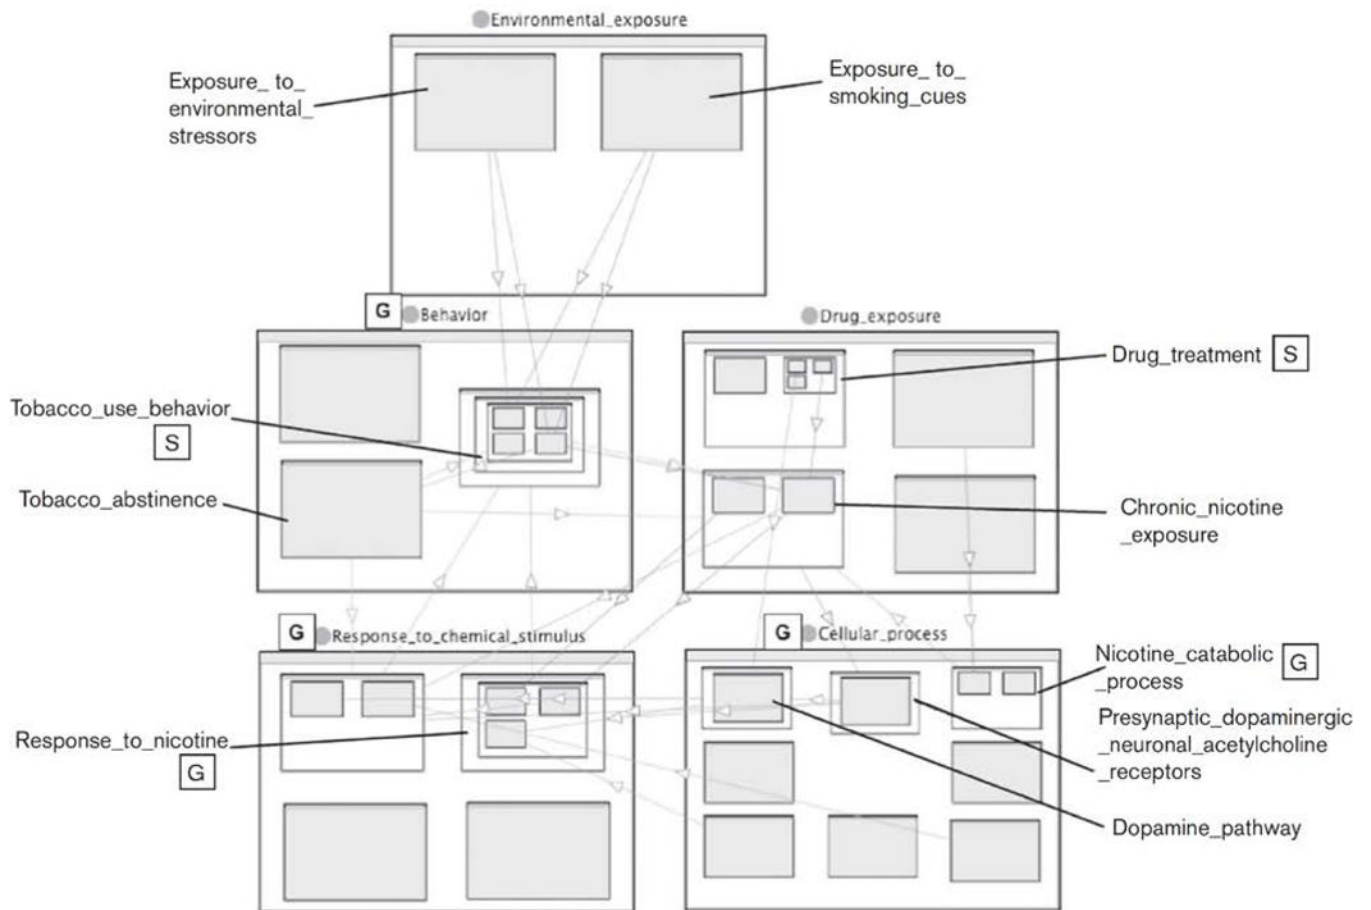 Environmental_exposure
Exposure_ to_
environmental_
stressors
Exposure_ to_
smoking_cues
G
Behavior
Drug_exposure
Drug_treatment
S
Tobacco_use_behavior
S
Tobacco_abstinence
Chronic_nicotine
_exposure
G
Response_to_chemical_stimulus
G
Cellular_process
Nicotine_catabolic
_process
G
Response_to_nicotine
G
Presynaptic_dopaminergic
_neuronal_acetylcholine
_receptors
Dopamine_pathway